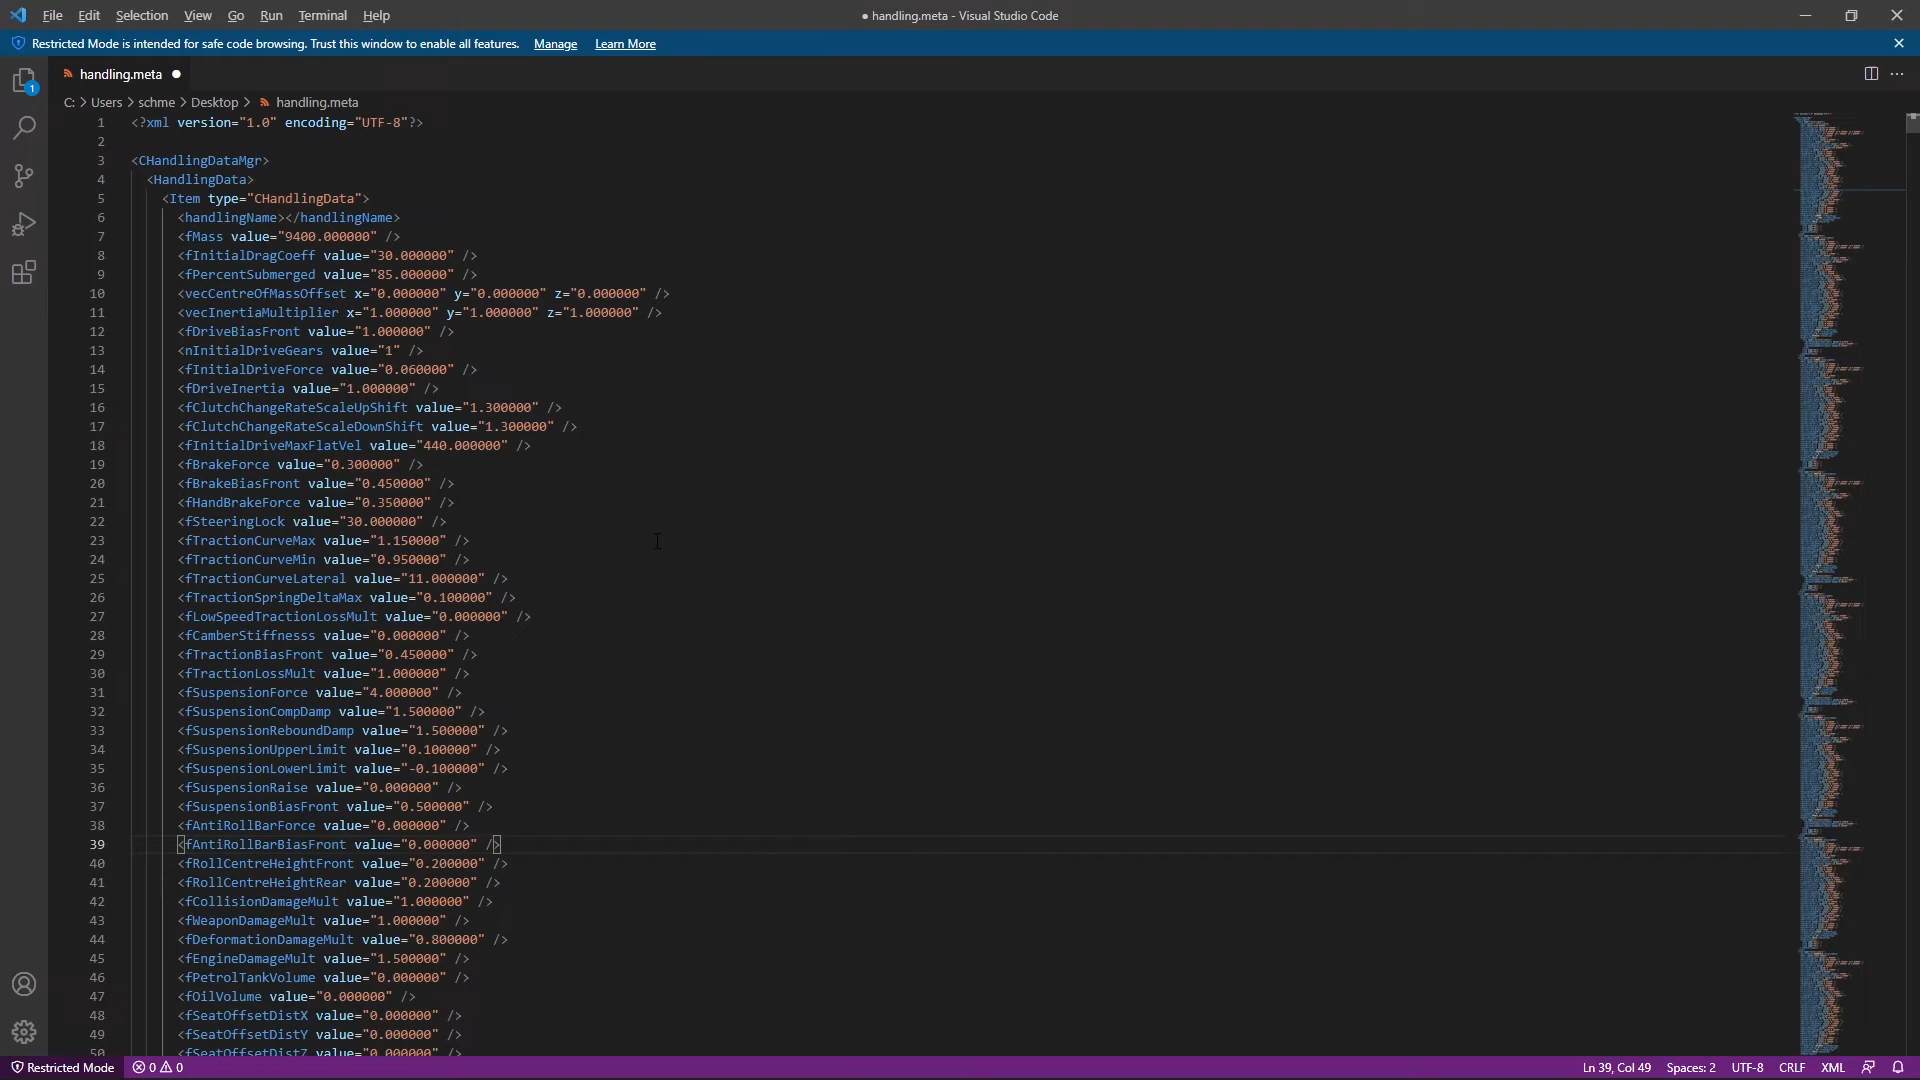 File Edit Selection View Go Run Terminal Help
● handling.meta - Visual Studio Code
Restricted Mode is intended for safe code browsing. Trust this window to enable all features. Manage Learn More
handling.meta ●
1
C: > Users > schme > Desktop > handling.meta
1 <?xml version="1.0" encoding="UTF-8"?>
2
3 <CHandlingDataMgr>
4 <HandlingData>
5 <Item type="CHandlingData">
6 <handlingName></handlingName>
7 <fMass value="9400.000000" />
8 <fInitialDragCoeff value="30.000000" />
9 <fPercentSubmerged value="85.000000" />
10 <vecCentreOfMassOffset x="0.000000" y="0.000000" z="0.000000" />
11 <vecInertiaMultiplier x="1.000000" y="1.000000" z="1.000000" />
12 <fDriveBiasFront value="1.000000" />
13 <nInitialDriveGears value="1" />
14 <fInitialDriveForce value="0.060000" />
15 <fDriveInertia value="1.000000" />
16 <fClutchChangeRateScaleUpShift value="1.300000" />
17 <fClutchChangeRateScaleDownShift value="1.300000" />
18 <fInitialDriveMaxFlatVel value="440.000000" />
19 <fBrakeForce value="0.300000" />
20 <fBrakeBiasFront value="0.450000" />
21 <fHandBrakeForce value="0.350000" />
22 <fSteeringLock value="30.000000" />
23 <fTractionCurveMax value="1.150000" />
24 <fTractionCurveMin value="0.950000" />
25 <fTractionCurveLateral value="11.000000" />
26 <fTractionSpringDeltaMax value="0.100000" />
27 <fLowSpeedTractionLossMult value="0.000000" />
28 <fCamberStiffnesss value="0.000000" />
29 <fTractionBiasFront value="0.450000" />
30 <fTractionLossMult value="1.000000" />
31 <fSuspensionForce value="4.000000" />
32 <fSuspensionCompDamp value="1.500000" />
33 <fSuspensionReboundDamp value="1.500000" />
34 <fSuspensionUpperLimit value="0.100000" />
35 <fSuspensionLowerLimit value="-0.100000" />
36 <fSuspensionRaise value="0.000000" />
37 <fSuspensionBiasFront value="0.500000" />
38 <fAntiRollBarForce value="0.000000" />
39 <fAntiRollBarBiasFront value="0.000000" />
40 <fRollCentreHeightFront value="0.200000" />
41 <fRollCentreHeightRear value="0.200000" />
42 <fCollisionDamageMult value="1.000000" />
43 <fWeaponDamageMult value="1.000000" />
44 <fDeformationDamageMult value="0.800000" />
45 <fEngineDamageMult value="1.500000" />
46 <fPetrolTankVolume value="0.000000" />
47 <fOilVolume value="0.000000" />
48 <fSeatOffsetDistX value="0.000000" />
49 <fSeatOffsetDistY value="0.000000" />
50 <fSeatOffsetDistZ value="0.000000" />
Restricted Mode 0 0 Ln 39, Col 49 Spaces: 2 UTF-8 CRLF XML